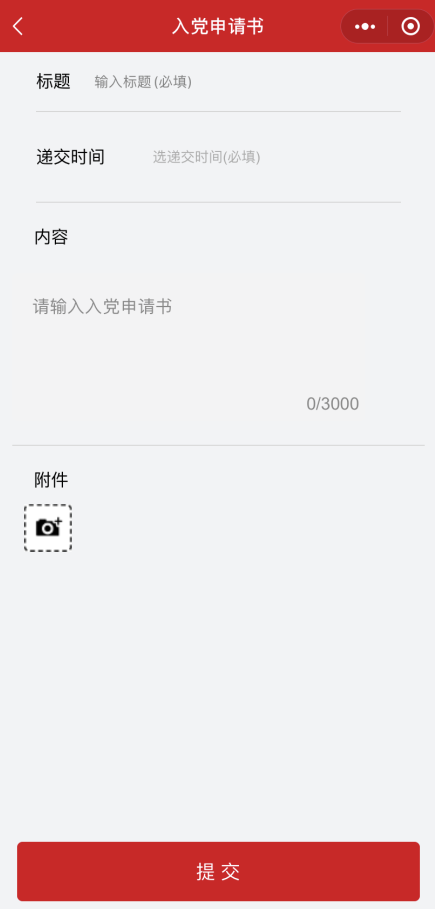 入党申请书
标题 输入标题(必填)
递交时间 选递交时间(必填)
内容
请输入入党申请书
0/3000
附件
提交